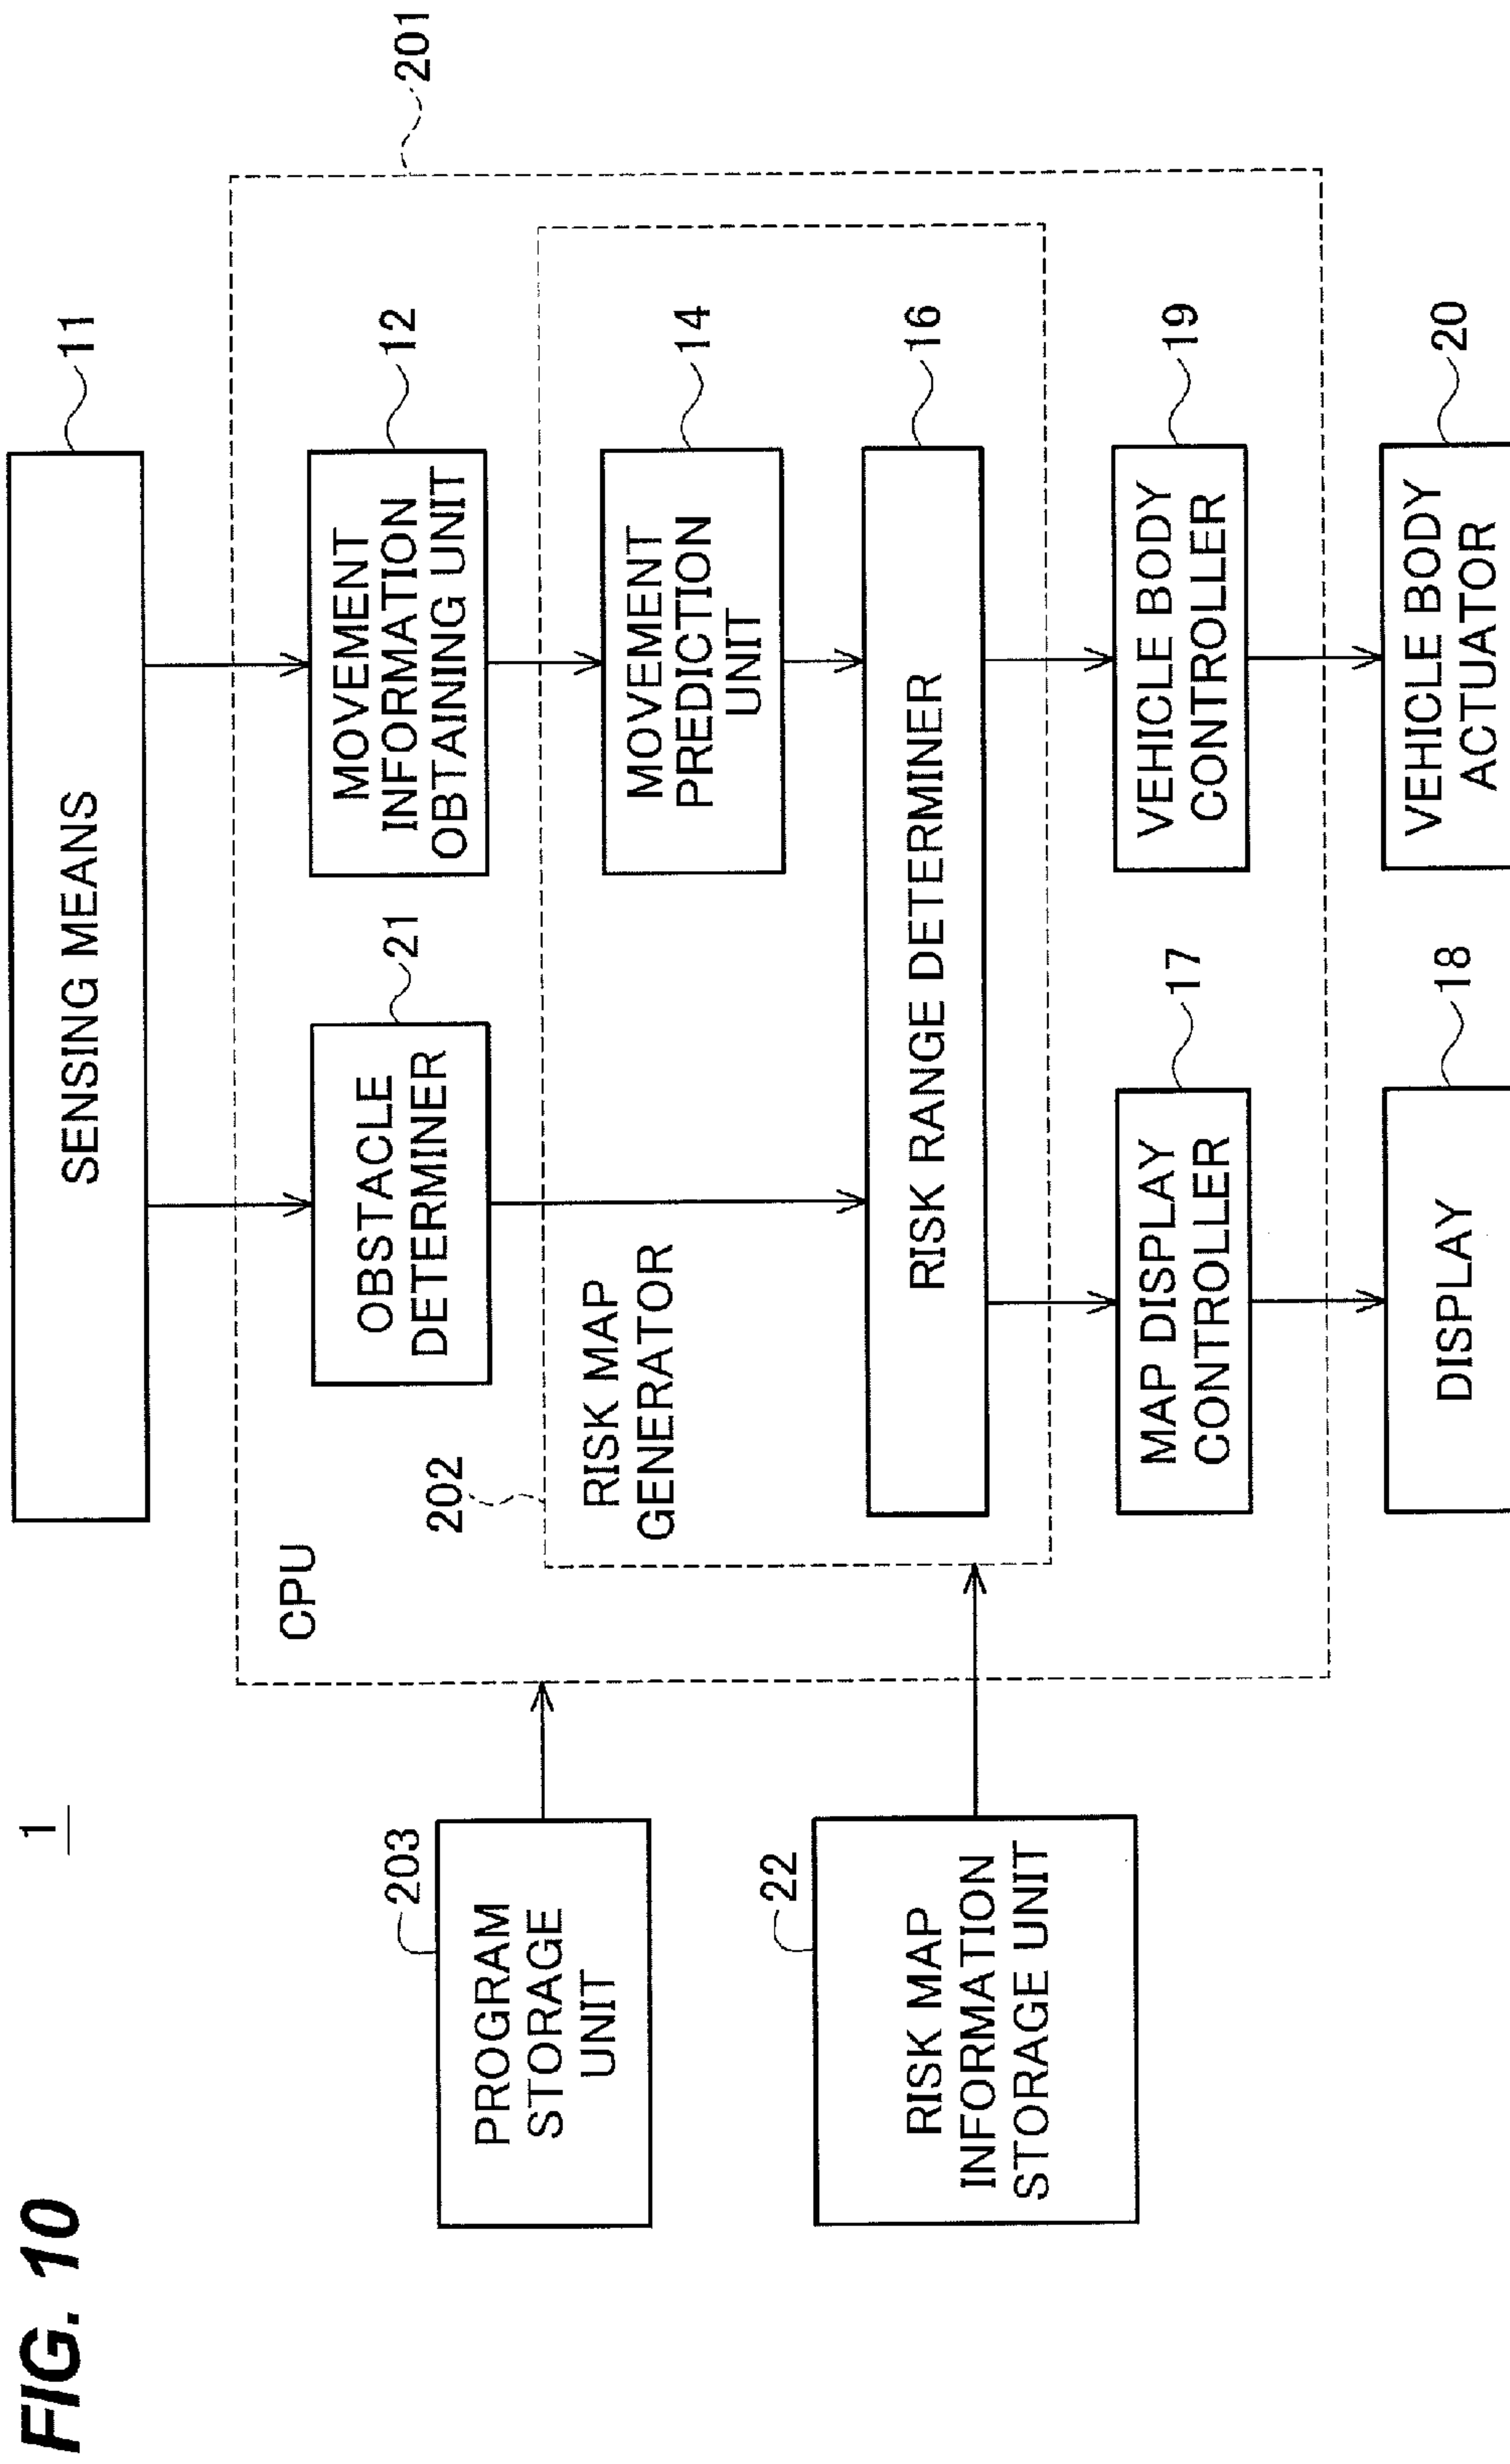 FIG. 10
1
SENSING MEANS
11
CPU
201
OBSTACLE
DETERMINER
21
MOVEMENT
INFORMATION
OBTAINING UNIT
12
203
PROGRAM
STORAGE
UNIT
202
RISK MAP
GENERATOR
MOVEMENT
PREDICTION
UNIT
14
22
RISK MAP
INFORMATION
STORAGE UNIT
RISK RANGE DETERMINER
16
MAP DISPLAY
CONTROLLER
17
VEHICLE BODY
CONTROLLER
19
DISPLAY
18
VEHICLE BODY
ACTUATOR
20